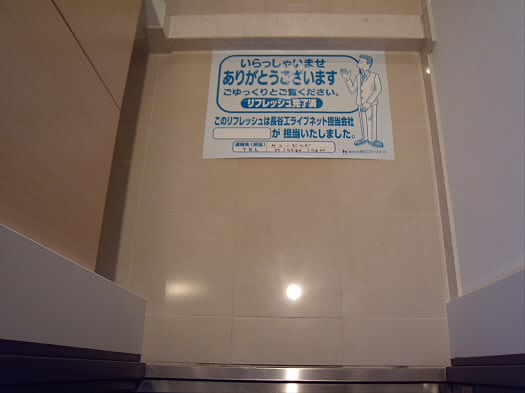 いらっしゃいませ
ありがとうございます
ごゆっくりとご覧ください。
リフレッシュ完了済
このリフレッシュは長谷工ライブネット担当会社
が 担当いたしました。
TEL